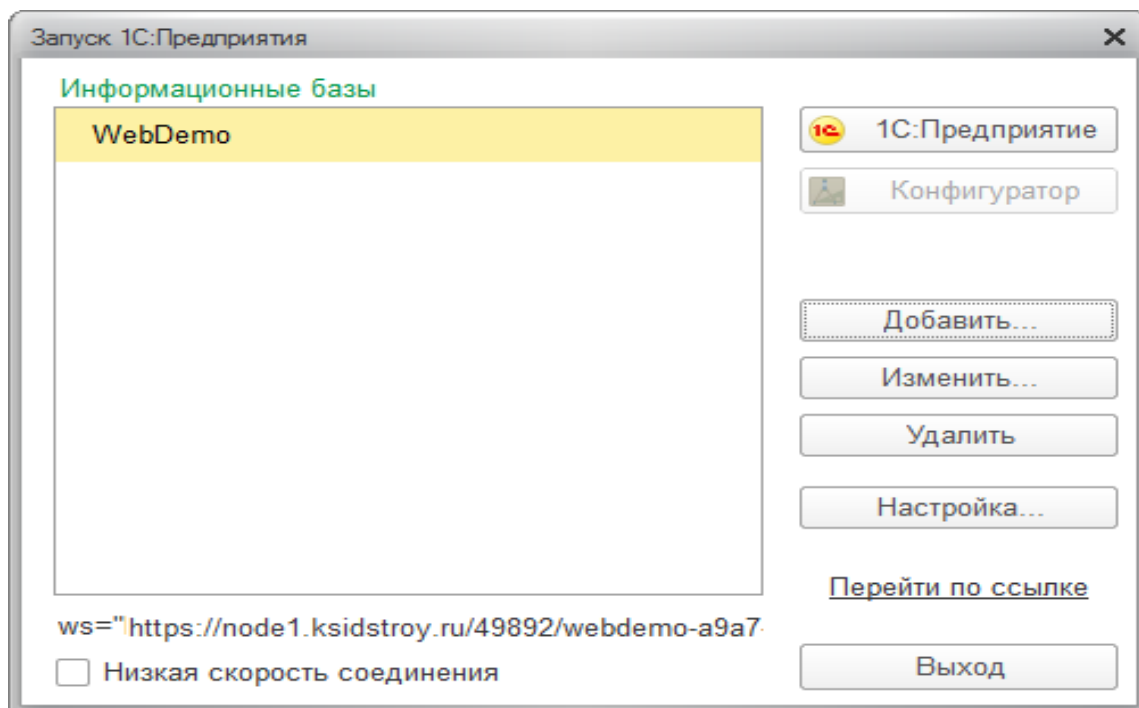 Запуск 1С:Предприятия
Информационные базы
WebDemo
1С:Предприятие
Конфигуратор
Добавить...
Изменить...
Удалить
Настройка...
Перейти по ссылке
ws="https://node1.ksidstroy.ru/49892/webdemo-a9a7-
Низкая скорость соединения
Выход